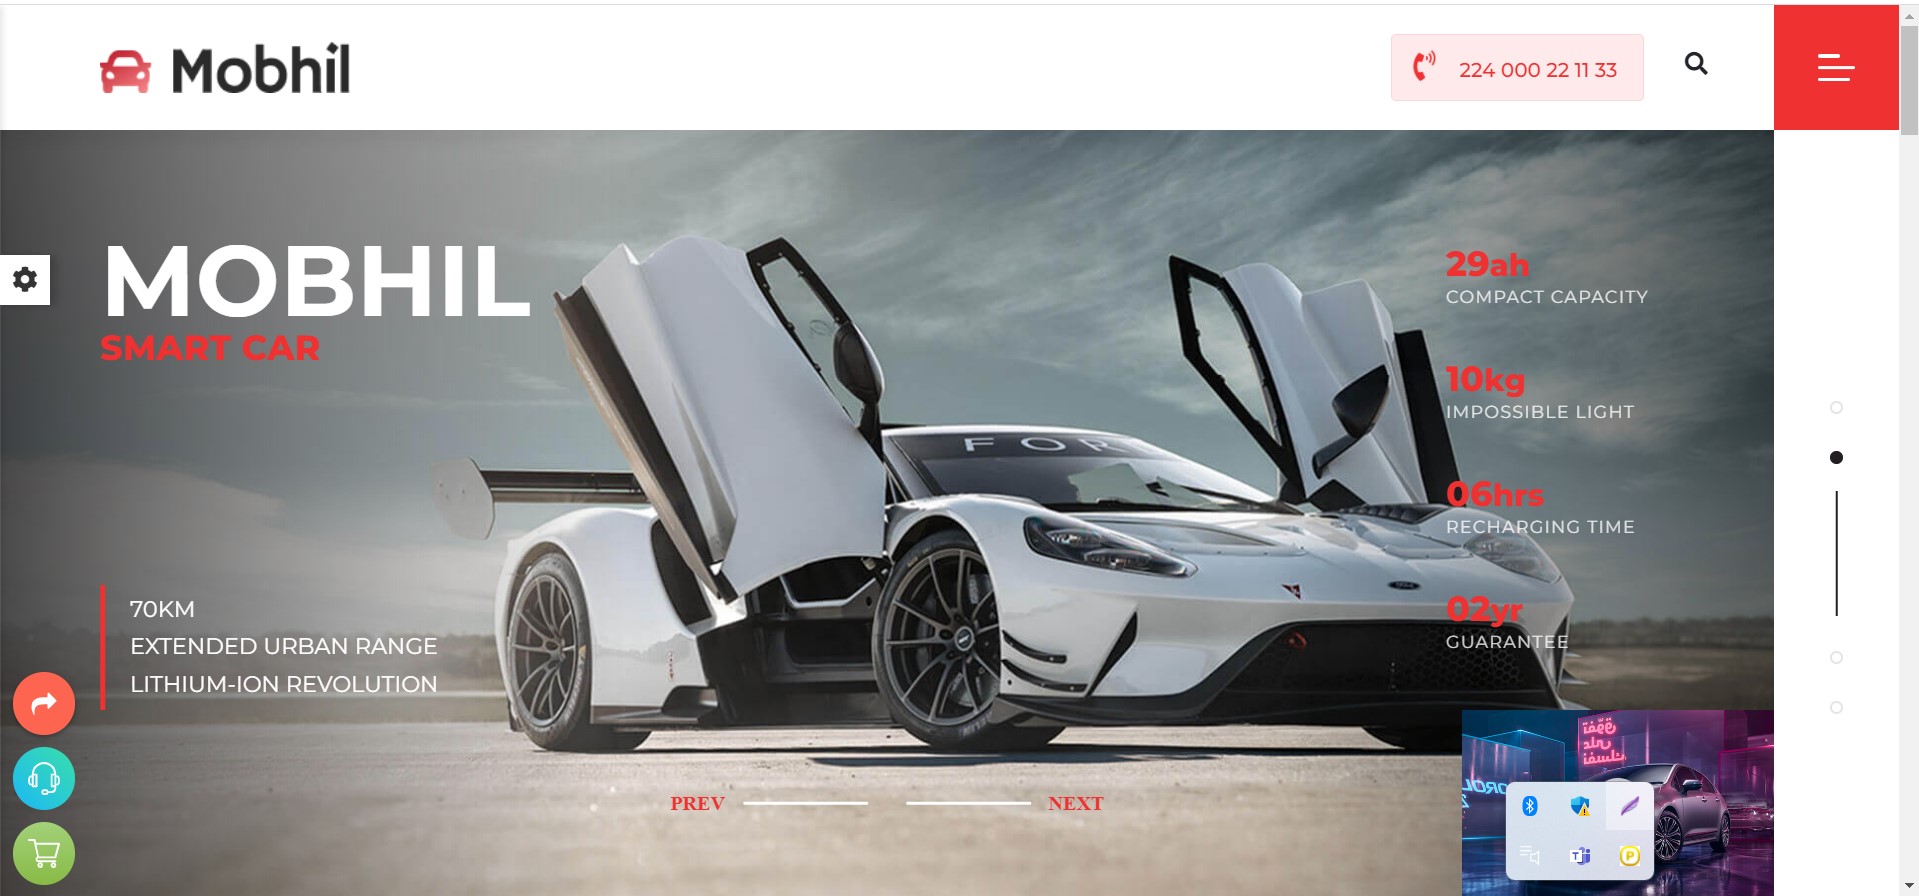 Mobhil
224 000 22 11 33
MOBHIL
SMART CAR
29ah
COMPACT CAPACITY
10kg
IMPOSSIBLE LIGHT
FOR
06hrs
RECHARGING TIME
02yr
GUARANTEE
70KM
EXTENDED URBAN RANGE
LITHIUM-ION REVOLUTION
PREV
NEXT